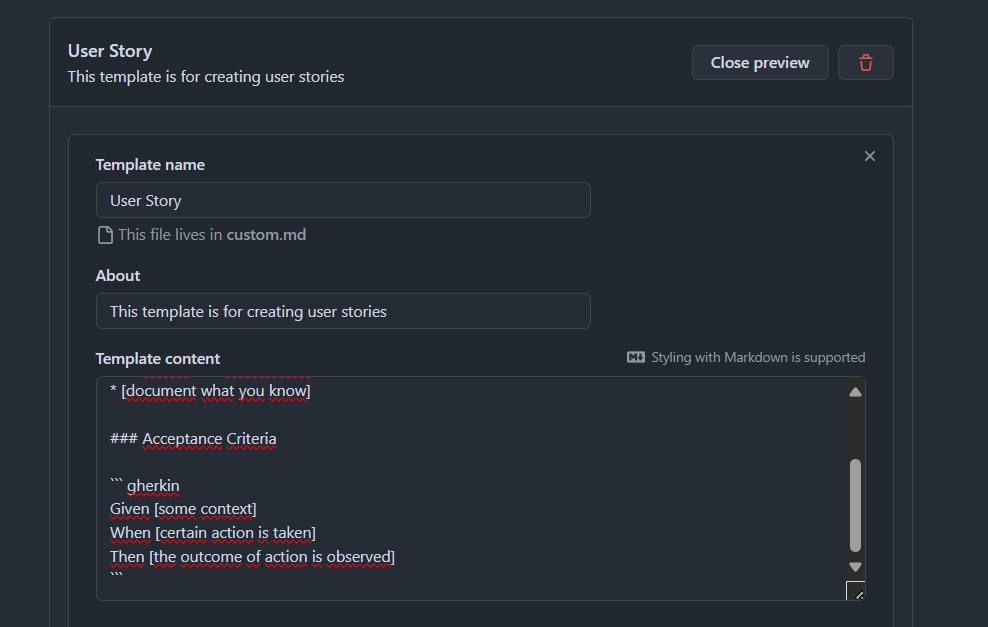 User Story
This template is for creating user stories
Close preview
Template name
User Story
This file lives in custom.md
About
This template is for creating user stories
Template content
Styling with Markdown is supported
* [document what you know]
### Acceptance Criteria
``` gherkin
Given [some context]
When [certain action is taken]
Then [the outcome of action is observed]
```